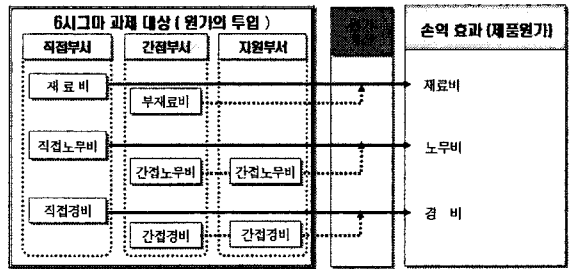 6시그마 과제 대상 ( 원가의 투입 )
손익 효과 (제품원가)
직접부서 간접부서 지원부서
재 료 비
부재료비
재료비
직접노무비
간접노무비 간접노무비
노무비
직접경비
간접경비 간접경비
경 비